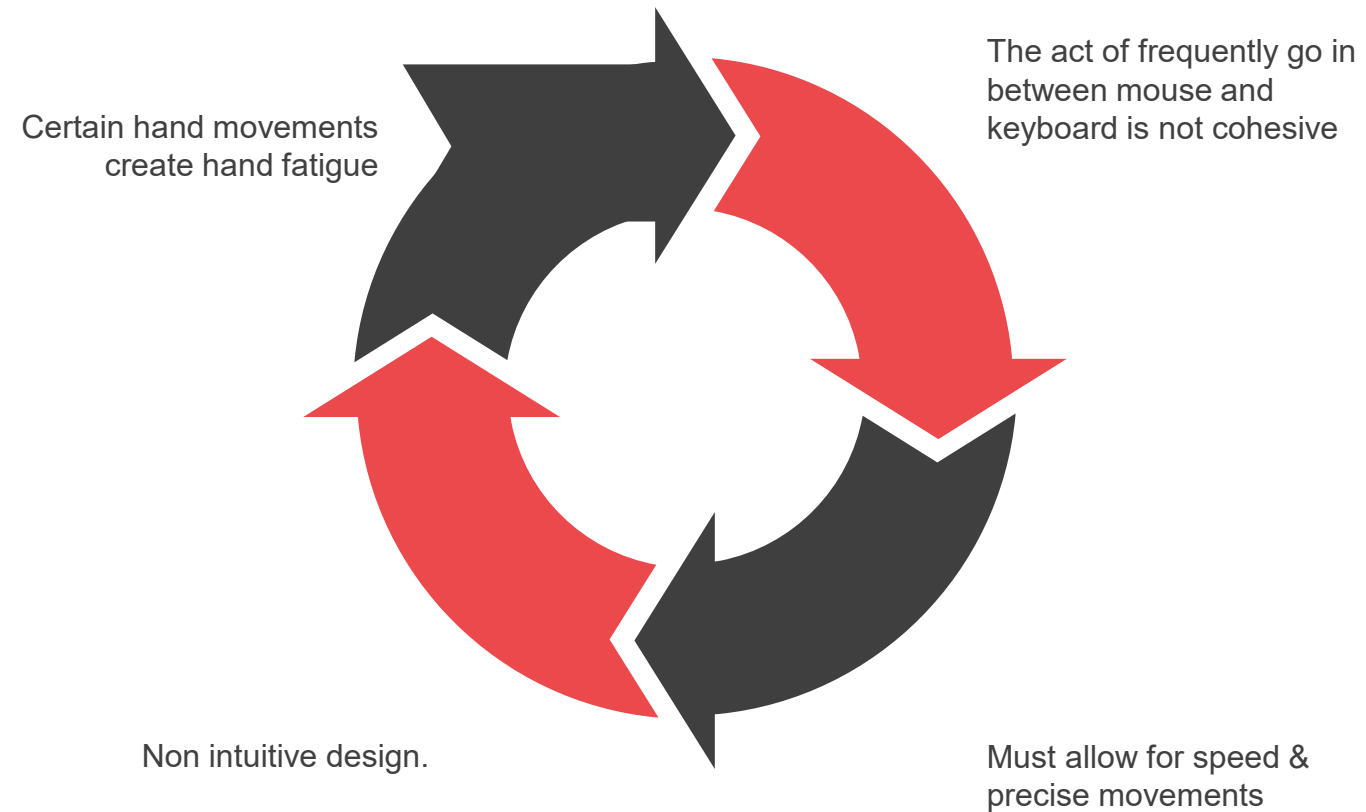 Certain hand movements
create hand fatigue
The act of frequently go in
between mouse and
keyboard is not cohesive
Non intuitive design.
Must allow for speed &
precise movements